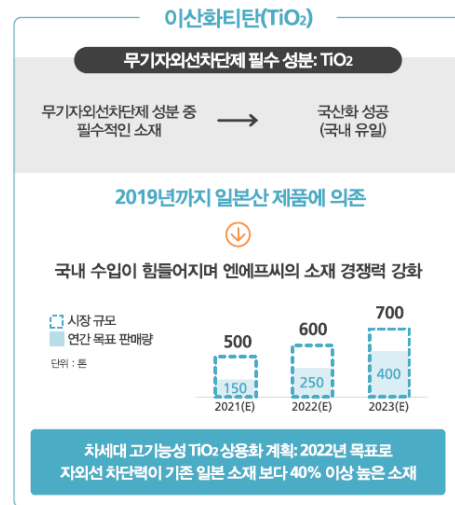 이산화티탄(TiO₂)
무기자외선차단제 필수 성분: TiO₂
무기자외선차단제 성분 중
필수적인 소재
국산화 성공
(국내 유일)
2019년까지 일본산 제품에 의존
국내 수입이 힘들어지며 엔에프씨의 소재 경쟁력 강화
시장 규모
연간 목표 판매량
단위 : 톤
500
600
700
150
250
400
2021(E)
2022(E)
2023(E)
차세대 고기능성 TiO₂ 상용화 계획: 2022년 목표로
자외선 차단력이 기존 일본 소재 보다 40% 이상 높은 소재